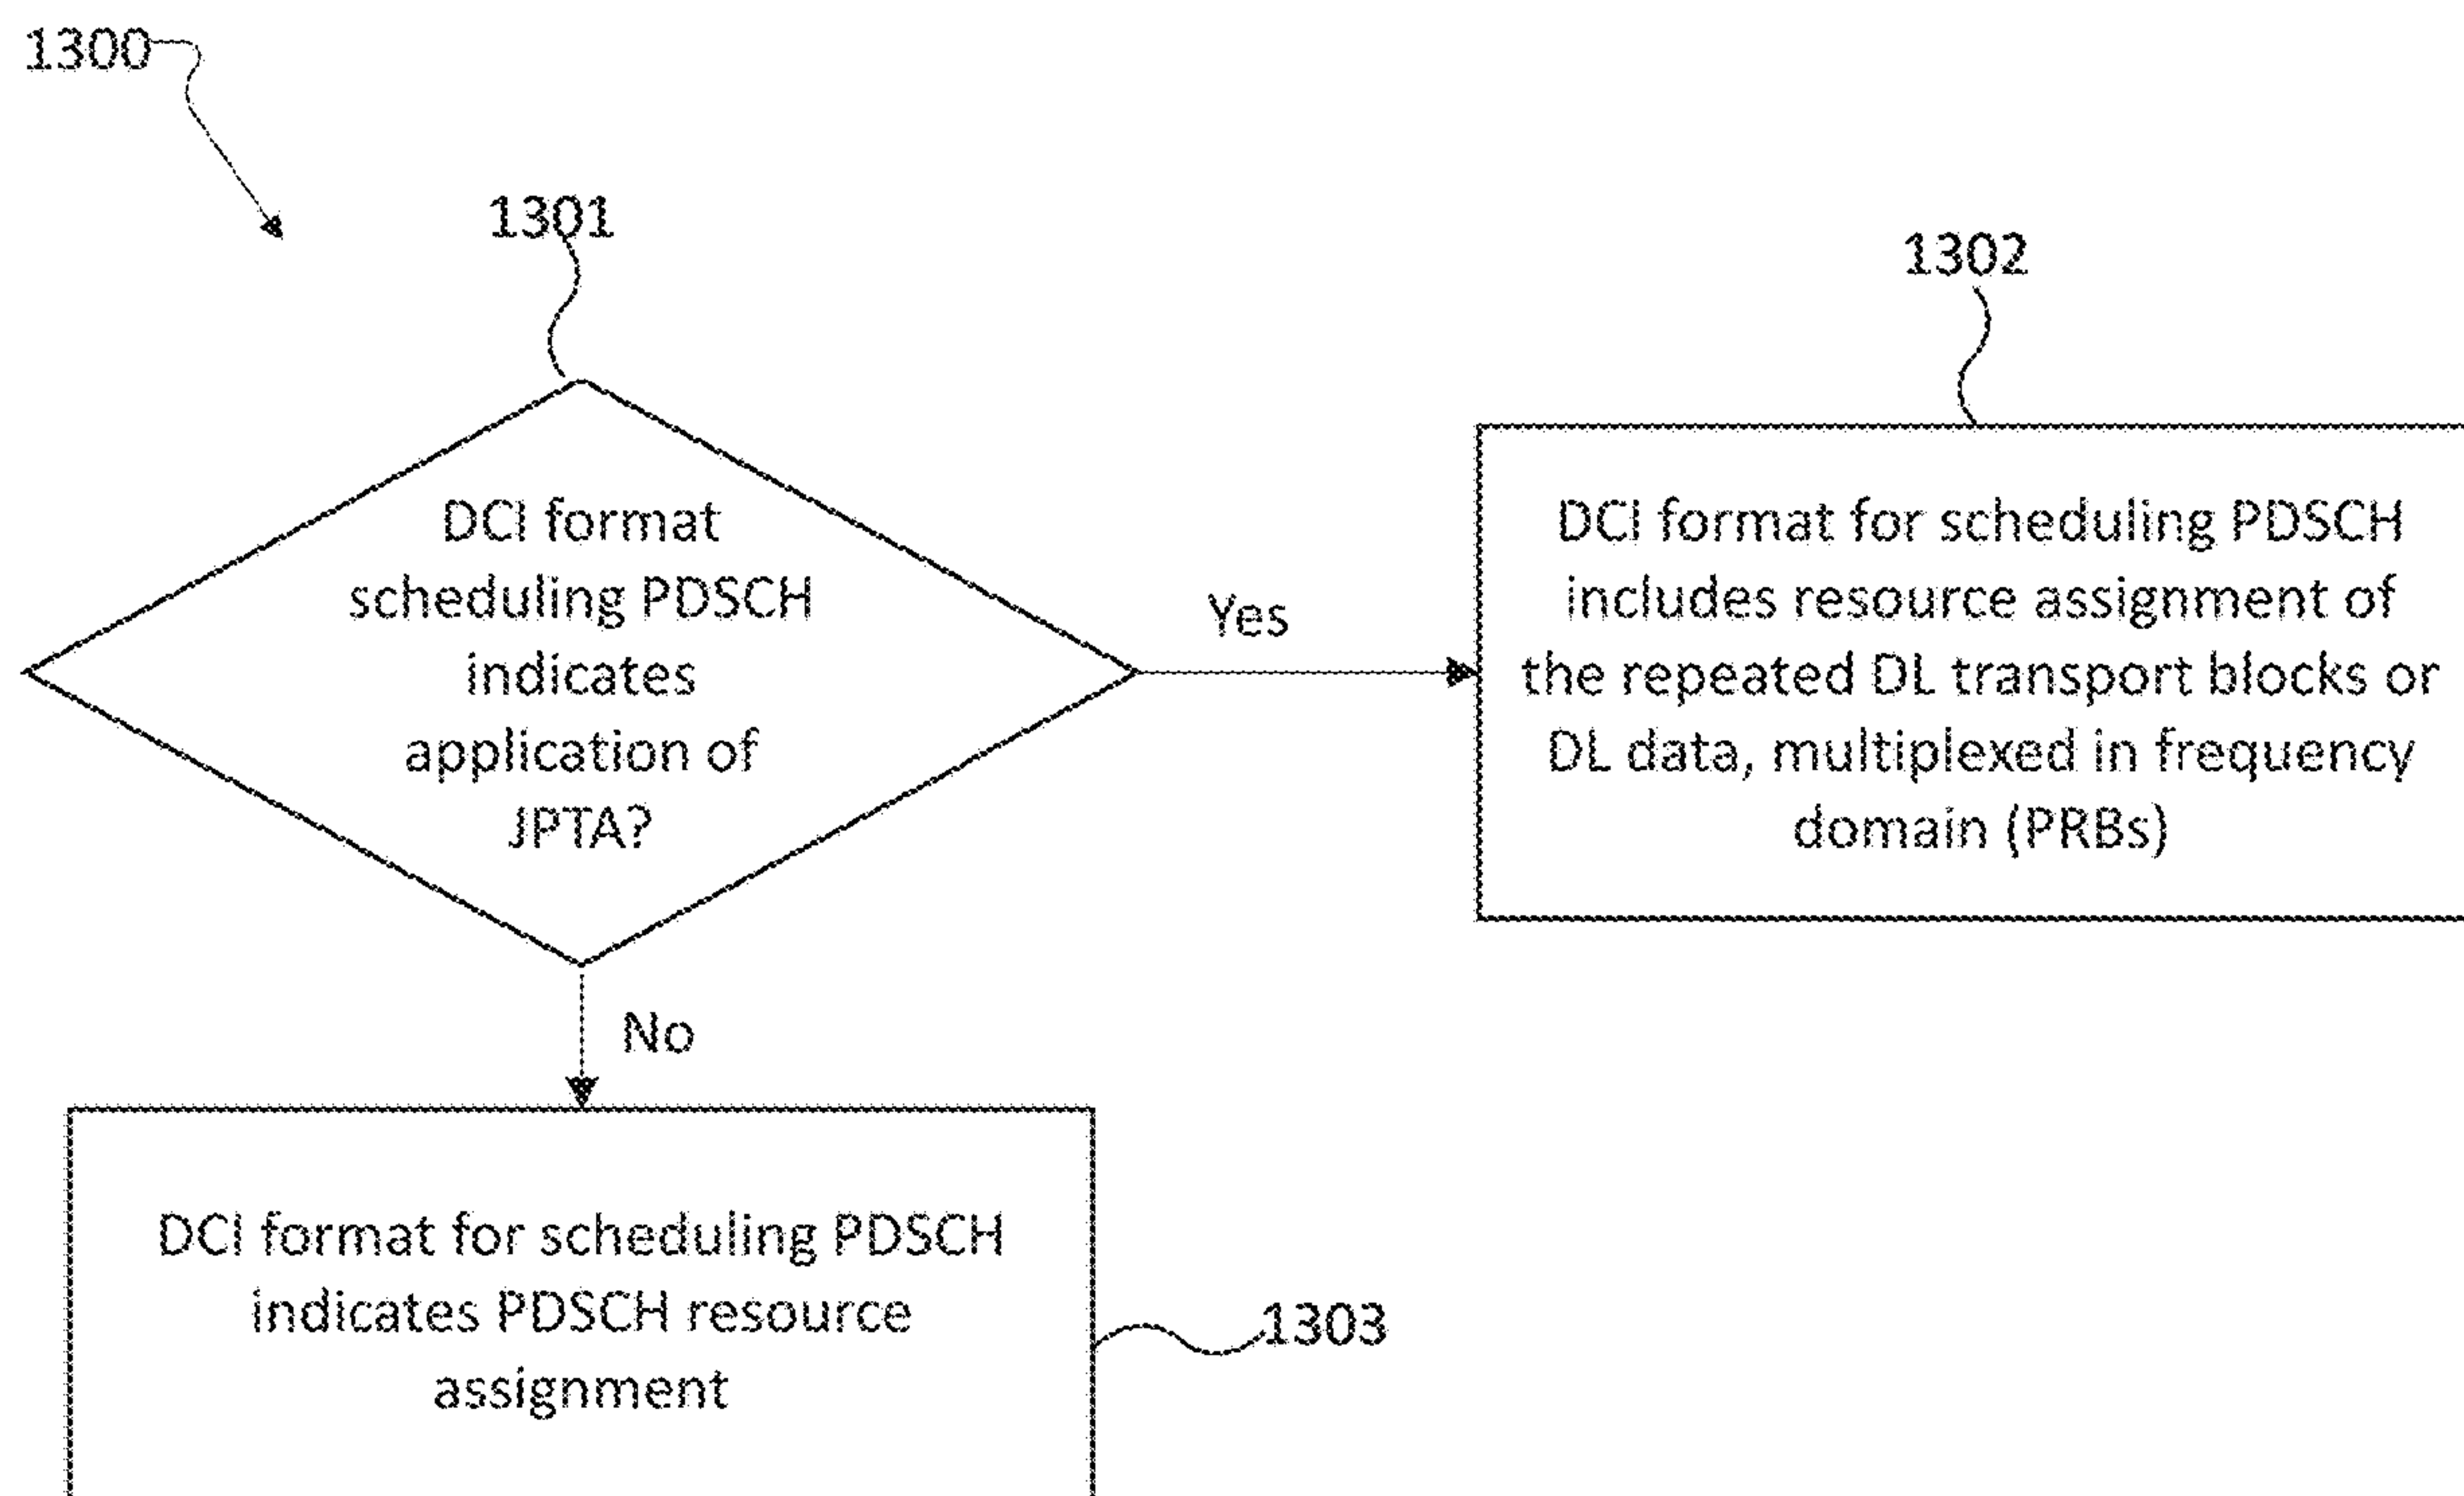 1300
1301
1302
DCI format
scheduling PDSCH
indicates
application of
JPTA?
Yes
DCI format for scheduling PDSCH
includes resource assignment of
the repeated DL transport blocks or
DL data, multiplexed in frequency
domain (PRBs)
No
DCI format for scheduling PDSCH
indicates PDSCH resource
assignment
1303